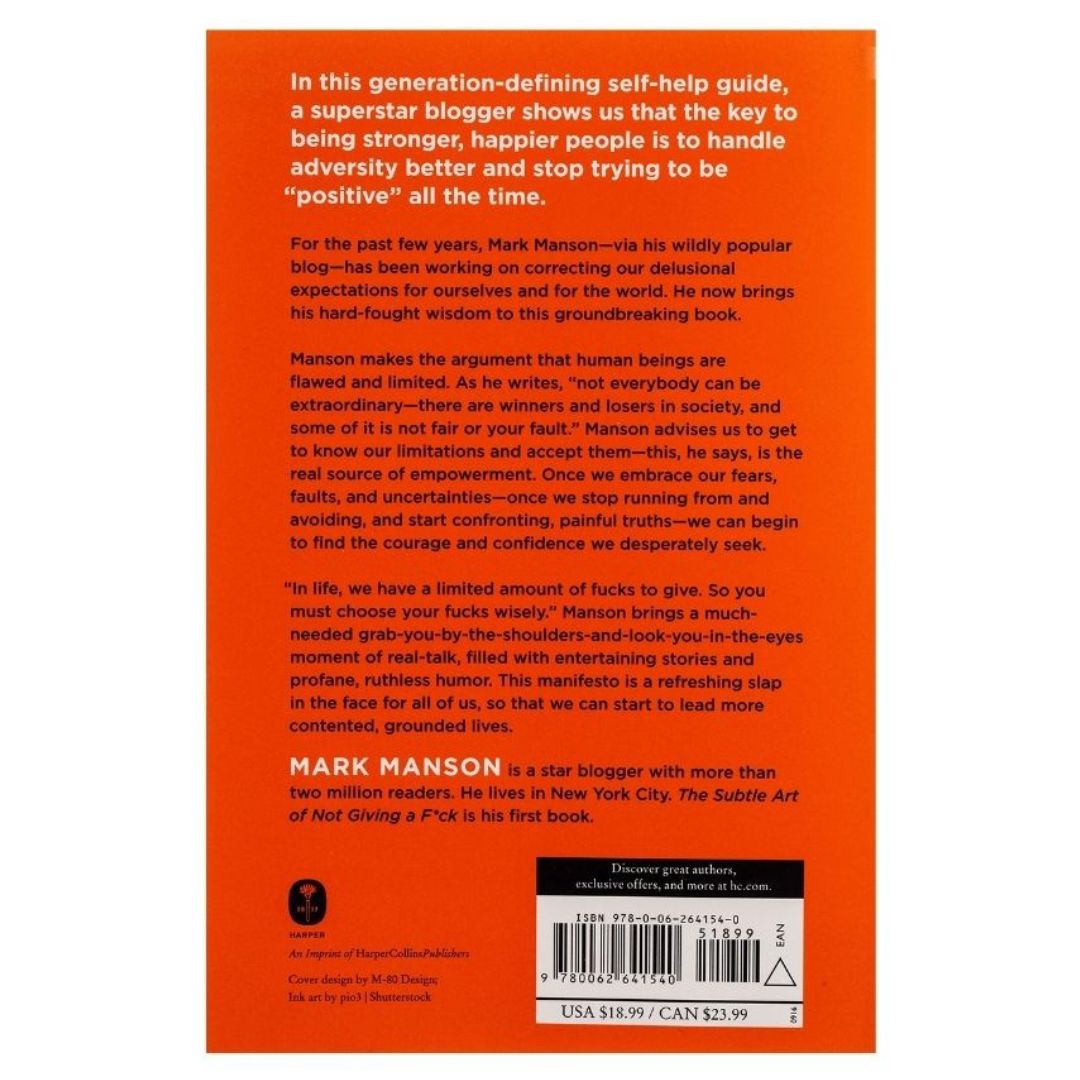 In this generation-defining self-help guide,
a superstar blogger shows us that the key to
being stronger, happier people is to handle
adversity better and stop trying to be
“positive” all the time.
For the past few years, Mark Manson—via his wildly popular
blog—has been working on correcting our delusional
expectations for ourselves and for the world. He now brings
his hard-fought wisdom to this groundbreaking book.
Manson makes the argument that human beings are
flawed and limited. As he writes, “not everybody can be
extraordinary—there are winners and losers in society, and
some of it is not fair or your fault.” Manson advises us to get
to know our limitations and accept them—this, he says, is the
real source of empowerment. Once we embrace our fears,
faults, and uncertainties—once we stop running from and
avoiding, and start confronting, painful truths—we can begin
to find the courage and confidence we desperately seek.
“In life, we have a limited amount of fucks to give. So you
must choose your fucks wisely.” Manson brings a much-
needed grab-you-by-the-shoulders-and-look-you-in-the-eyes
moment of real-talk, filled with entertaining stories and
profane, ruthless humor. This manifesto is a refreshing slap
in the face for all of us, so that we can start to lead more
contented, grounded lives.
MARK MANSON is a star blogger with more than
two million readers. He lives in New York City. The Subtle Art
of Not Giving a F*ck is his first book.
18 17
HARPER
An Imprint of HarperCollinsPublishers
Cover design by M-80 Design;
Ink art by pio3 | Shutterstock
Discover great authors,
exclusive offers, and more at hc.com.
ISBN 978-0-06-264154-0
51899
EAN
9 780062 641540
USA $18.99 / CAN $23.99
0916